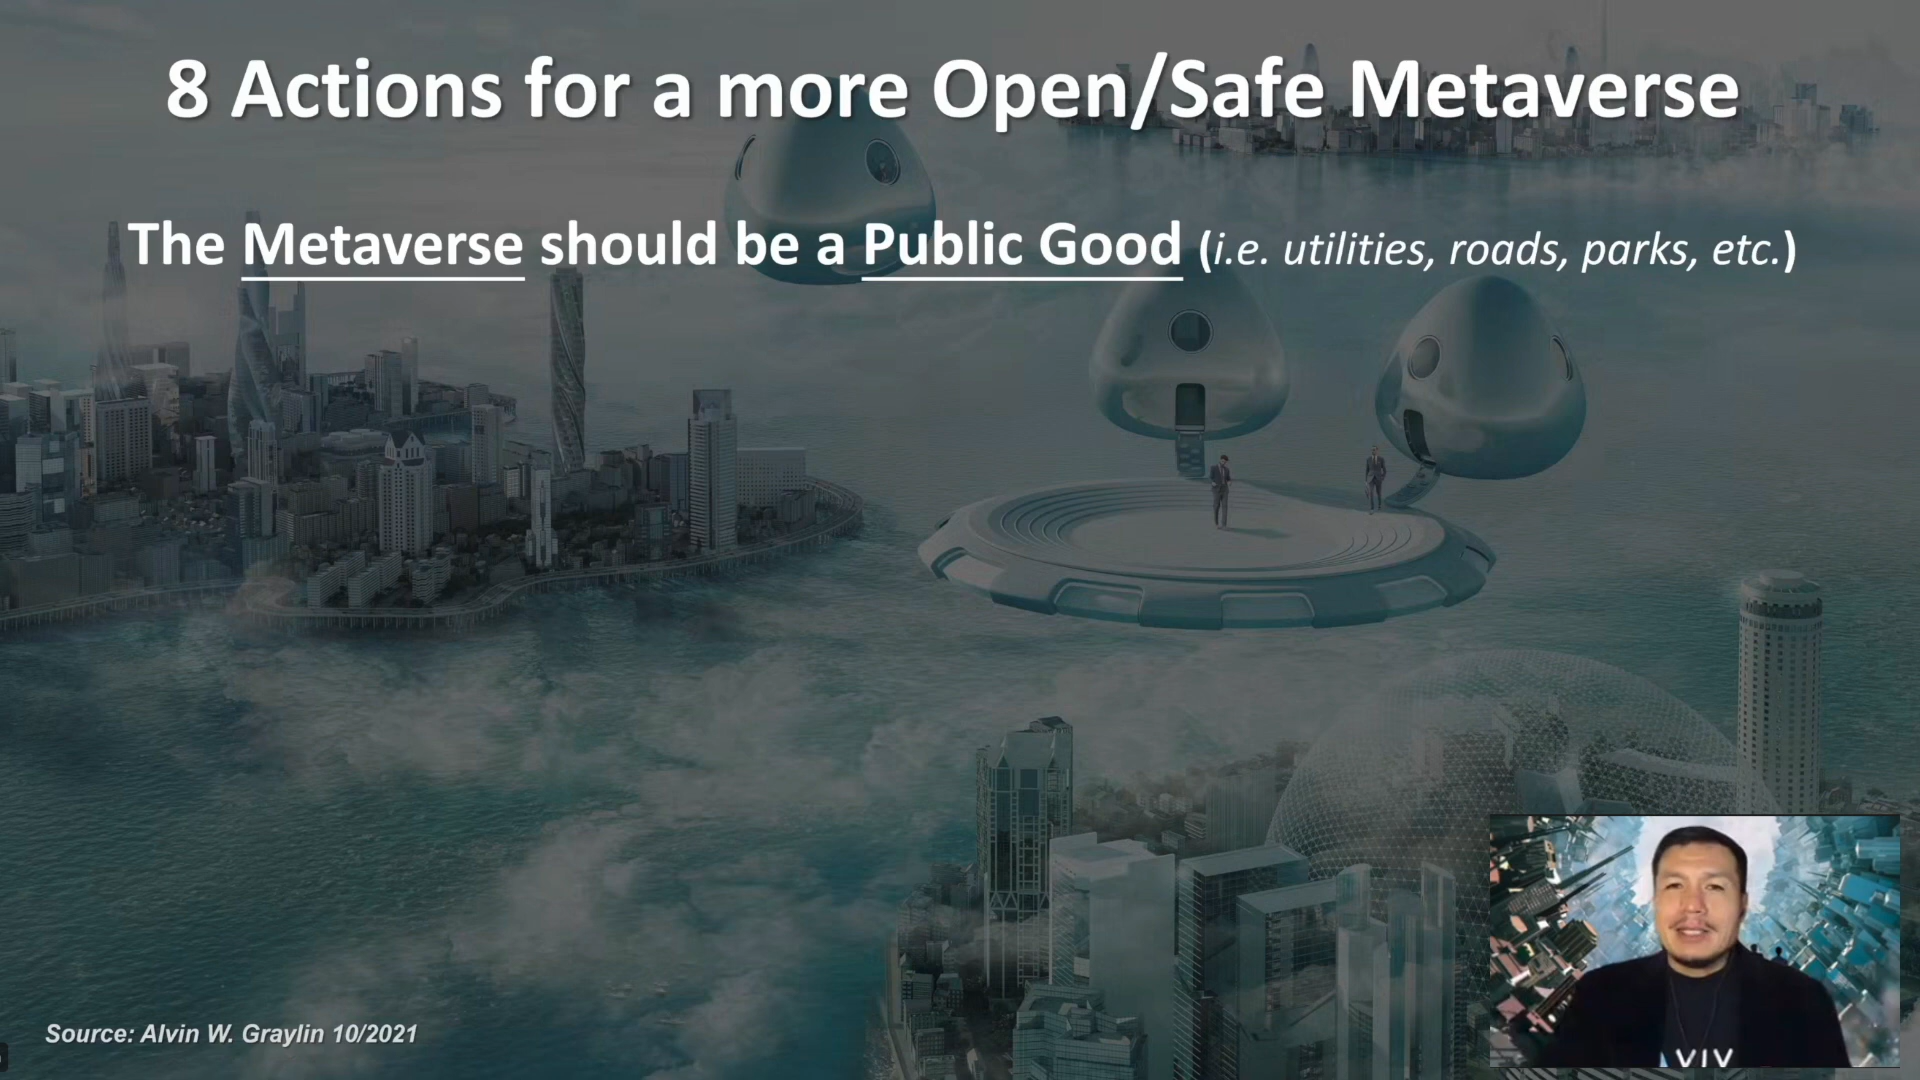 8 Actions for a more Open/Safe Metaverse
The Metaverse should be a Public Good (i.e. utilities, roads, parks, etc.)
Source: Alvin W. Graylin 10/2021
VIV